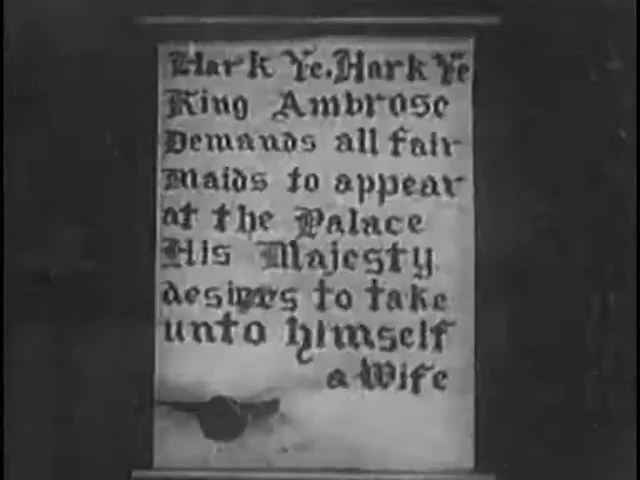 Hark Ye, Hark Ye
King Ambrose
Demands all fair
Maids to appear
at the Palace
His Majesty
desires to take
unto himself
a Wife